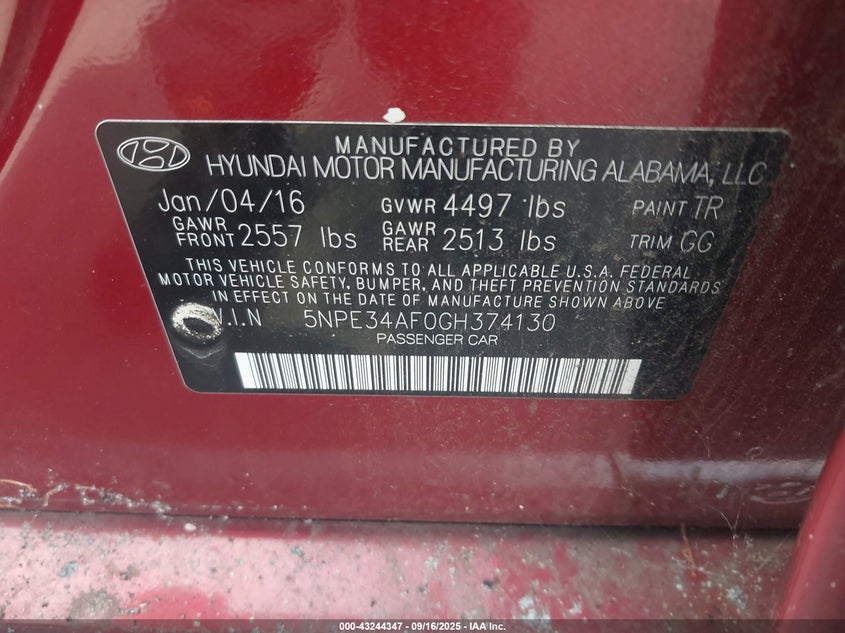 MANUFACTURED BY
HYUNDAI MOTOR MANUFACTURING ALABAMA, LLC
Jan/04/16 GVWR 4497 lbs PAINT TR
GAWR FRONT 2557 lbs GAWR REAR 2513 lbs TRIM GG
THIS VEHICLE CONFORMS TO ALL APPLICABLE U.S.A. FEDERAL
MOTOR VEHICLE SAFETY, BUMPER, AND THEFT PREVENTION STANDARDS
IN EFFECT ON THE DATE OF MANUFACTURE SHOWN ABOVE
V.I.N 5NPE34AF0GH374130
PASSENGER CAR
000-43244347 - 09/16/2025 - IAA Inc.